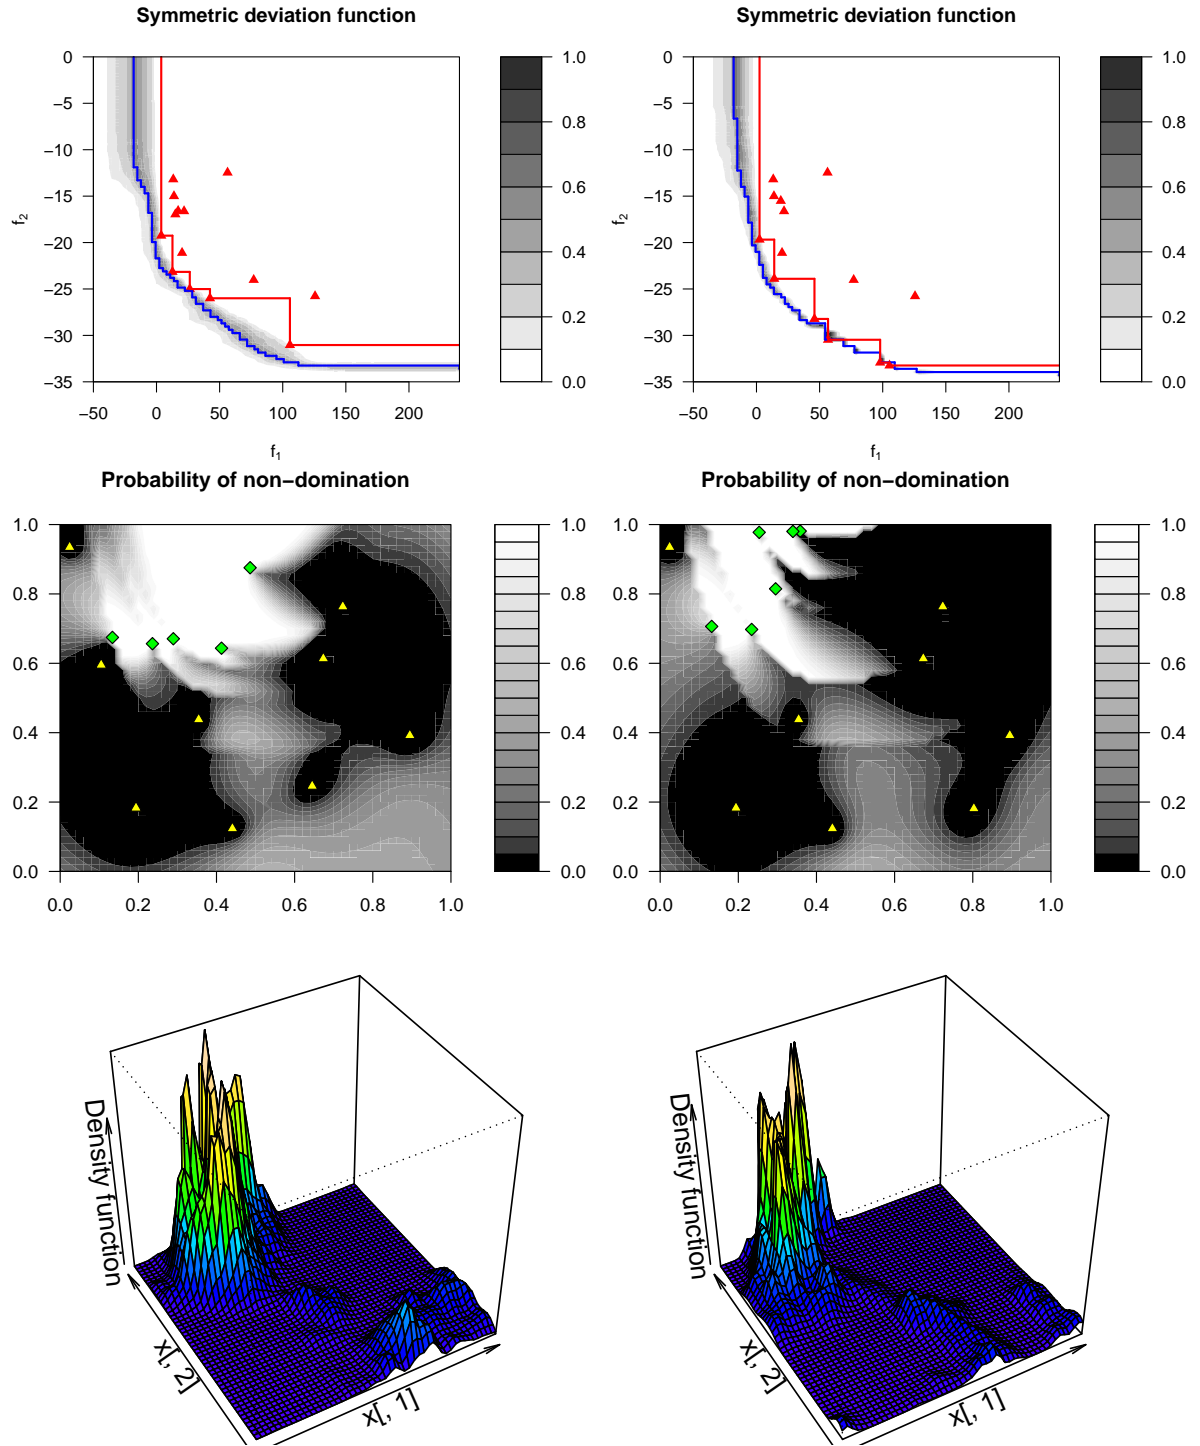 Symmetric deviation function
Symmetric deviation function
0
−5
−10
−15
−20
−25
−30
−35
f2
−50 0 50 100 150 200
f1
1.0
0.8
0.6
0.4
0.2
0.0
0
−5
−10
−15
−20
−25
−30
−35
f2
−50 0 50 100 150 200
f1
1.0
0.8
0.6
0.4
0.2
0.0
Probability of non−domination
Probability of non−domination
1.0
0.8
0.6
0.4
0.2
0.0
0.0 0.2 0.4 0.6 0.8 1.0
1.0
0.8
0.6
0.4
0.2
0.0
1.0
0.8
0.6
0.4
0.2
0.0
0.0 0.2 0.4 0.6 0.8 1.0
1.0
0.8
0.6
0.4
0.2
0.0
Density function
x[, 2]
x[, 1]
Density function
x[, 2]
x[, 1]